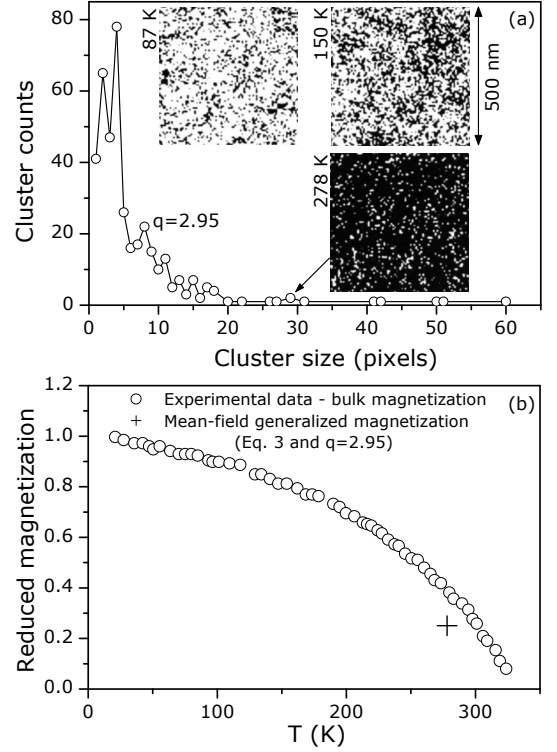 80
60
40
20
0
Cluster counts
87 K
150 K
(a)
500 nm
278 K
q=2.95
0 10 20 30 40 50 60
Cluster size (pixels)
1.2
1.0
0.8
0.6
0.4
0.2
0.0
Reduced magnetization
Experimental data - bulk magnetization
(b)
Mean-field generalized magnetization
(Eq. 3 and q=2.95)
0 100 200 300
T (K)